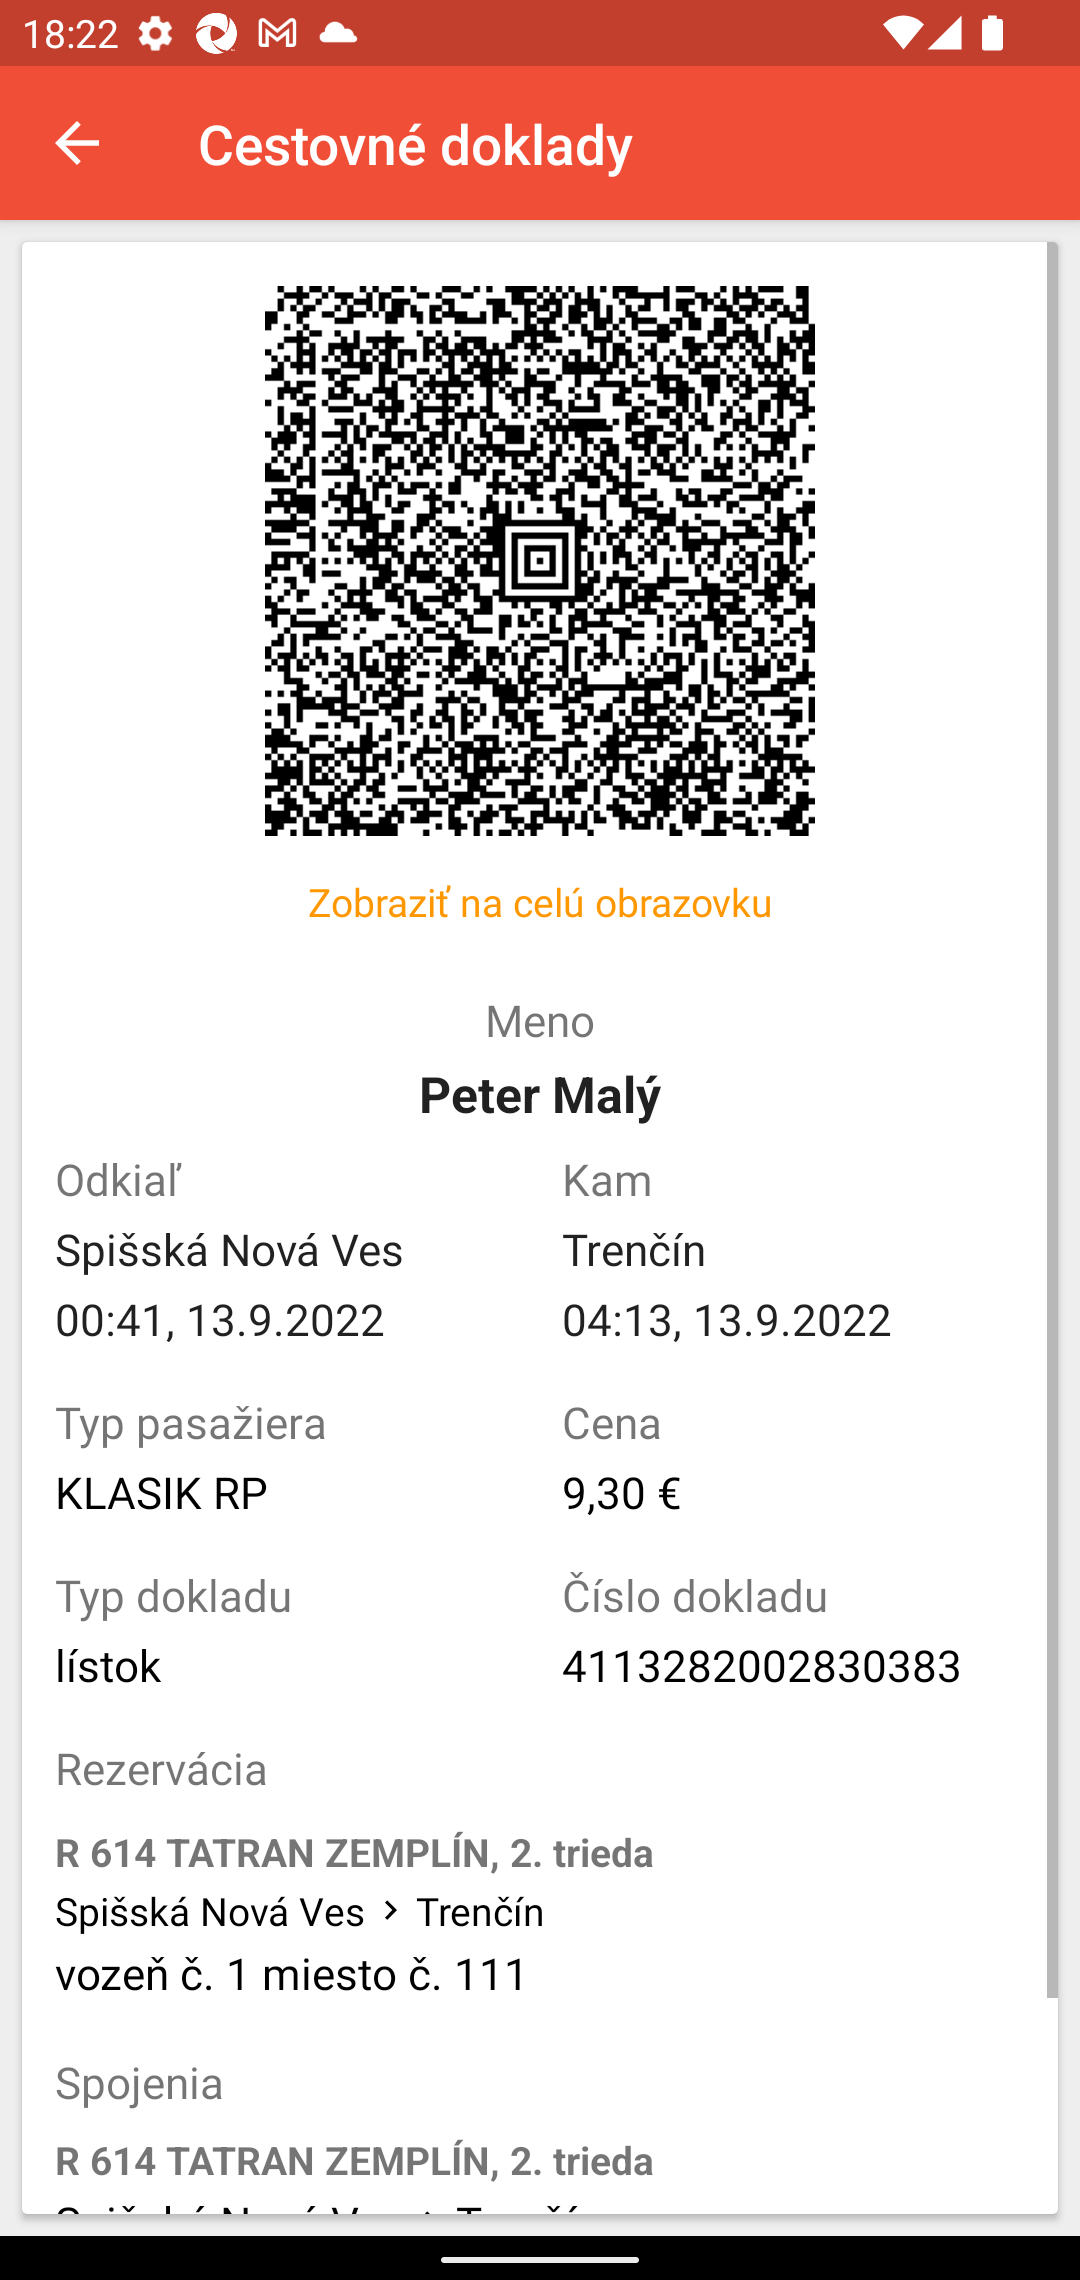 18:22
Cestovné doklady
Zobraziť na celú obrazovku
Meno
Peter Malý
Odkiaľ
Kam
Spišská Nová Ves
Trenčín
00:41, 13.9.2022
04:13, 13.9.2022
Typ pasažiera
Cena
KLASIK RP
9,30 €
Typ dokladu
Číslo dokladu
lístok
4113282002830383
Rezervácia
R 614 TATRAN ZEMPLÍN, 2. trieda
Spišská Nová Ves > Trenčín
vozeň č. 1 miesto č. 111
Spojenia
R 614 TATRAN ZEMPLÍN, 2. trieda